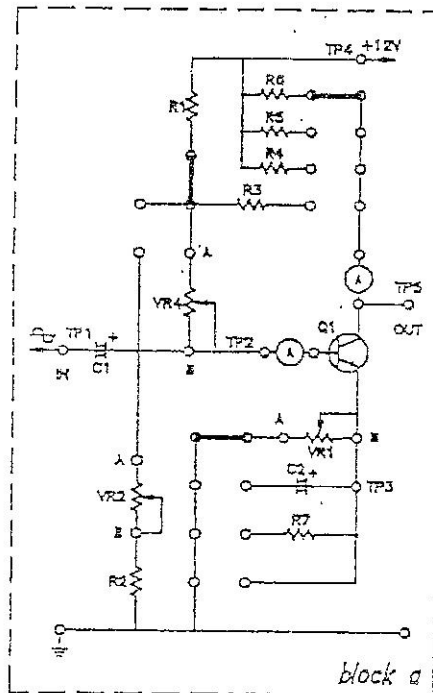 TP4 +12V
R6
R1
R5
R4
R3
A
A
VR4
TP5
TP1
TP2
A
Q1
OUT
IN
C1
E
A
A
E
VR1
VR2
C2
TP3
E
R7
R2
block a